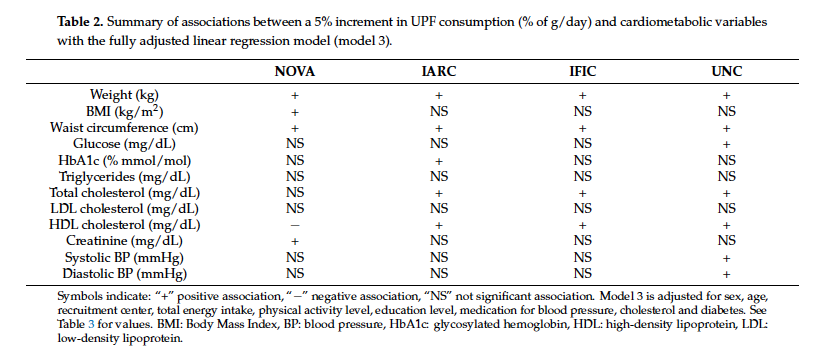 Table 2. Summary of associations between a 5% increment in UPF consumption (% of g/day) and cardiometabolic variables
with the fully adjusted linear regression model (model 3).
NOVA IARC IFIC UNC
Weight (kg) + + + +
BMI (kg/m²) + NS NS NS
Waist circumference (cm) + + + +
Glucose (mg/dL) NS NS NS +
HbA1c (% mmol/mol) NS + NS NS
Triglycerides (mg/dL) NS NS NS NS
Total cholesterol (mg/dL) NS + + +
LDL cholesterol (mg/dL) NS NS NS NS
HDL cholesterol (mg/dL) − + + +
Creatinine (mg/dL) + NS NS NS
Systolic BP (mmHg) NS NS NS +
Diastolic BP (mmHg) NS NS NS +
Symbols indicate: “+” positive association, “−” negative association, “NS” not significant association. Model 3 is adjusted for sex, age,
recruitment center, total energy intake, physical activity level, education level, medication for blood pressure, cholesterol and diabetes. See
Table 3 for values. BMI: Body Mass Index, BP: blood pressure, HbA1c: glycosylated hemoglobin, HDL: high-density lipoprotein, LDL:
low-density lipoprotein.